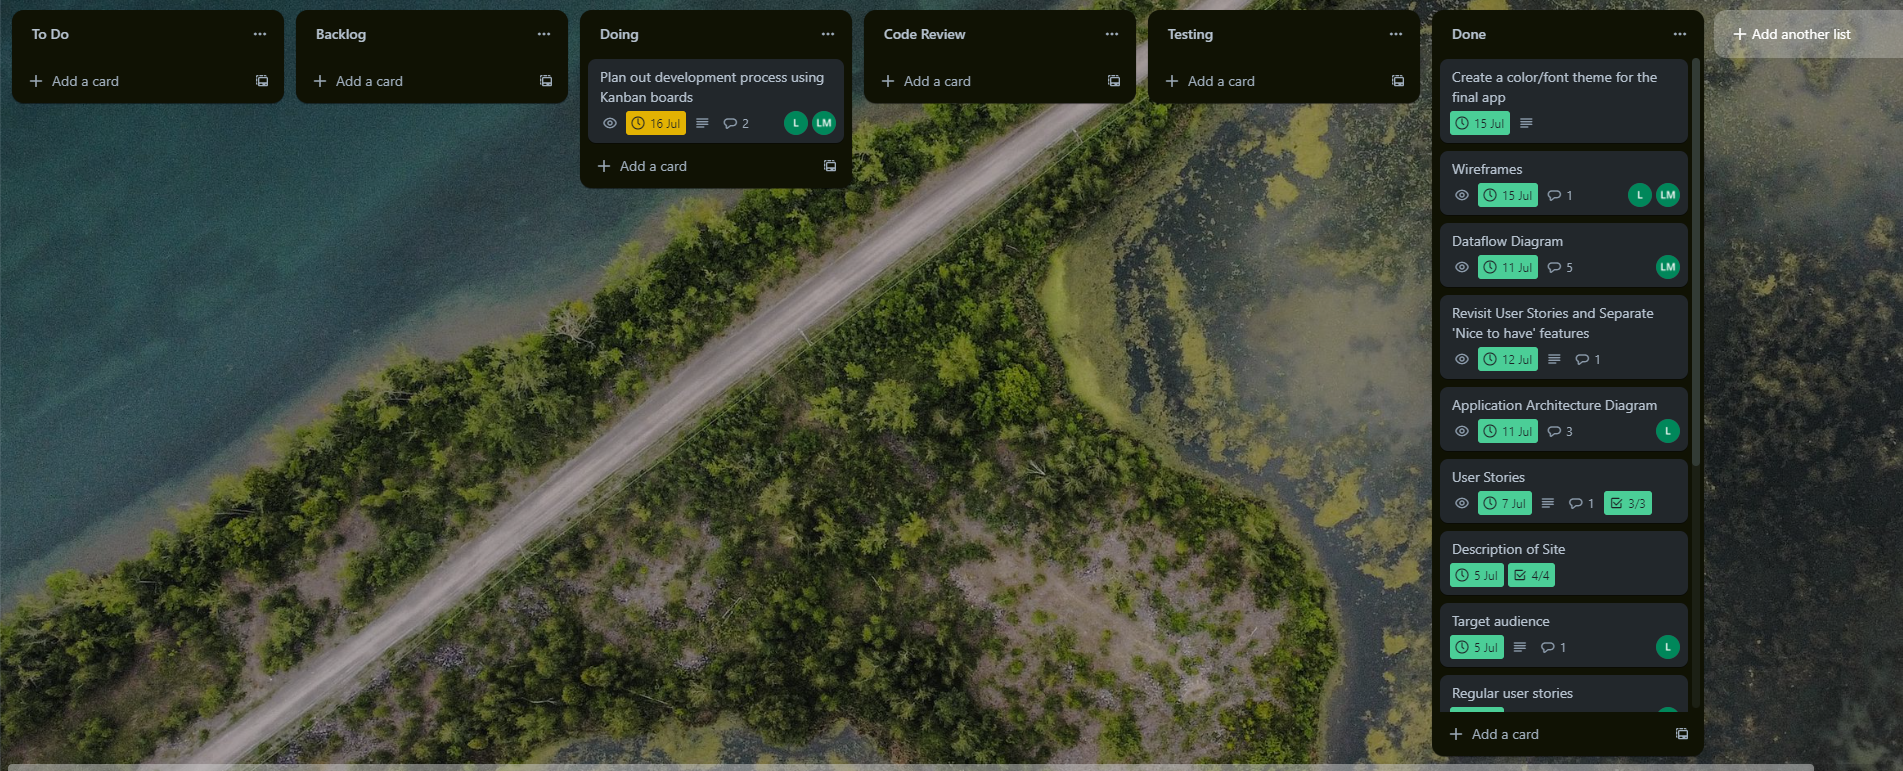 To Do
Add a card
Backlog
Add a card
Doing
Plan out development process using
Kanban boards
16 Jul
2
L
LM
Add a card
Code Review
Add a card
Testing
Add a card
Done
Create a color/font theme for the
final app
15 Jul
Wireframes
15 Jul
1
L
LM
Dataflow Diagram
11 Jul
5
LM
Revisit User Stories and Separate
'Nice to have' features
12 Jul
1
Application Architecture Diagram
11 Jul
3
L
User Stories
7 Jul
1
3/3
Description of Site
5 Jul
4/4
Target audience
5 Jul
1
L
Regular user stories
Add a card
Add another list